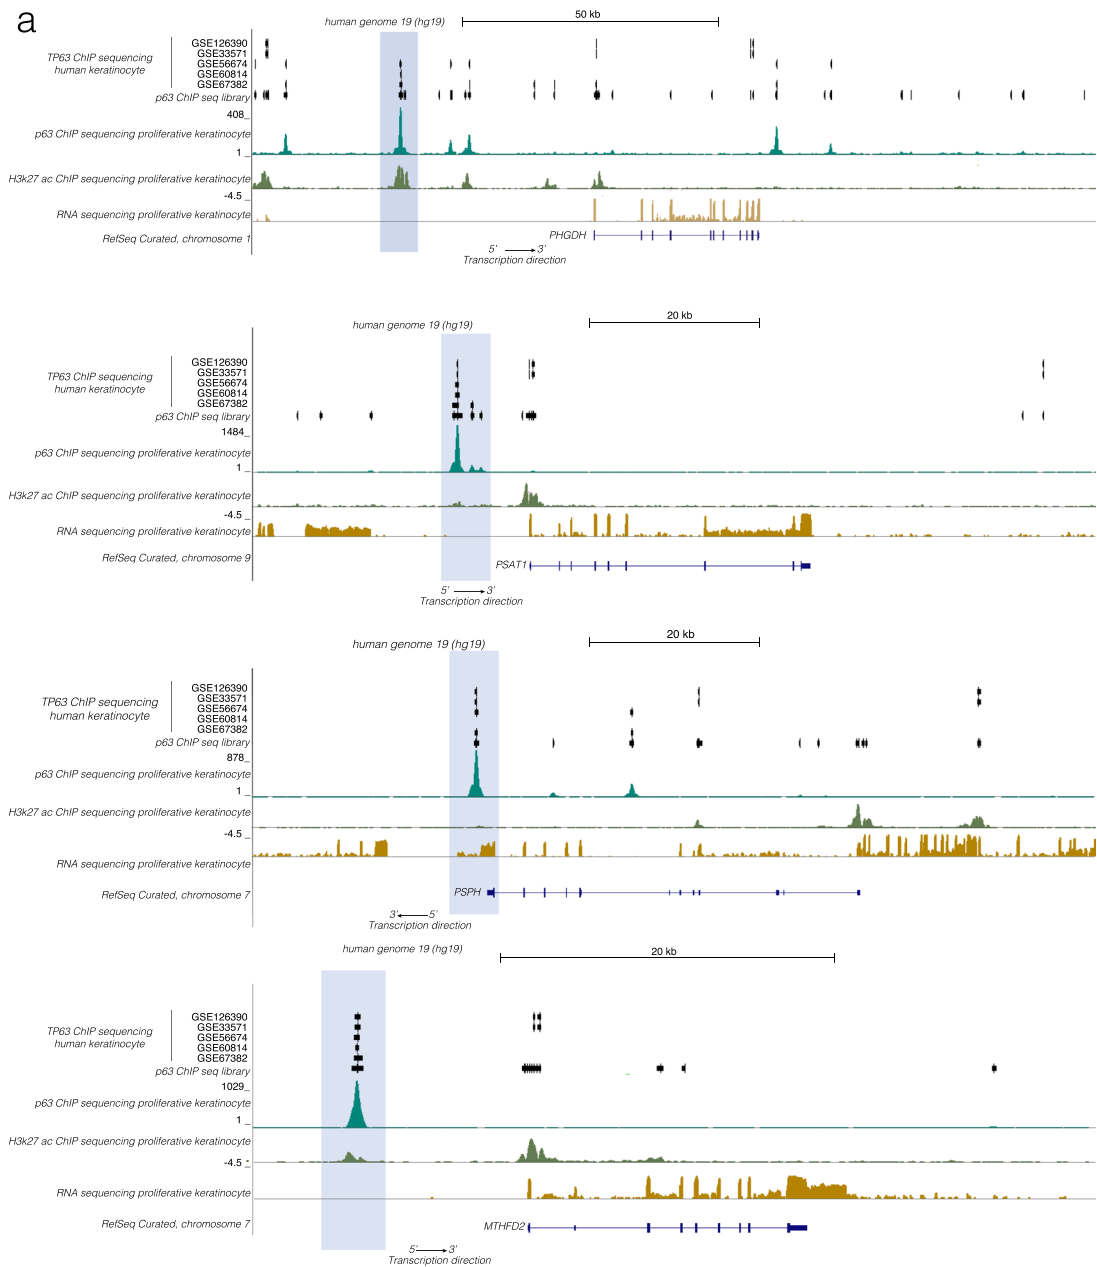 a
human genome 19 (hg19)
50 kb
TP63 ChIP sequencing
human keratinocyte
GSE126390
GSE33571
GSE56674
GSE60814
GSE67382
p63 ChIP seq library
408_
p63 ChIP sequencing proliferative keratinocyte
1 _
H3k27 ac ChIP sequencing proliferative keratinocyte
-4.5 _
RNA sequencing proliferative keratinocyte
RefSeq Curated, chromosome 1
PHGDH
5' 3'
Transcription direction
human genome 19 (hg19)
20 kb
TP63 ChIP sequencing
human keratinocyte
GSE126390
GSE33571
GSE56674
GSE60814
GSE67382
p63 ChIP seq library
1484_
p63 ChIP sequencing proliferative keratinocyte
1 _
H3k27 ac ChIP sequencing proliferative keratinocyte
-4.5 _
RNA sequencing proliferative keratinocyte
RefSeq Curated, chromosome 9
PSAT1
5' 3'
Transcription direction
human genome 19 (hg19)
20 kb
TP63 ChIP sequencing
human keratinocyte
GSE126390
GSE33571
GSE56674
GSE60814
GSE67382
p63 ChIP seq library
878_
p63 ChIP sequencing proliferative keratinocyte
1 _
H3k27 ac ChIP sequencing proliferative keratinocyte
-4.5 _
RNA sequencing proliferative keratinocyte
RefSeq Curated, chromosome 7
PSPH
3' 5'
Transcription direction
human genome 19 (hg19)
20 kb
TP63 ChIP sequencing
human keratinocyte
GSE126390
GSE33571
GSE56674
GSE60814
GSE67382
p63 ChIP seq library
1029_
p63 ChIP sequencing proliferative keratinocyte
1 _
H3k27 ac ChIP sequencing proliferative keratinocyte
-4.5 _
RNA sequencing proliferative keratinocyte
RefSeq Curated, chromosome 7
MTHFD2
5' 3'
Transcription direction